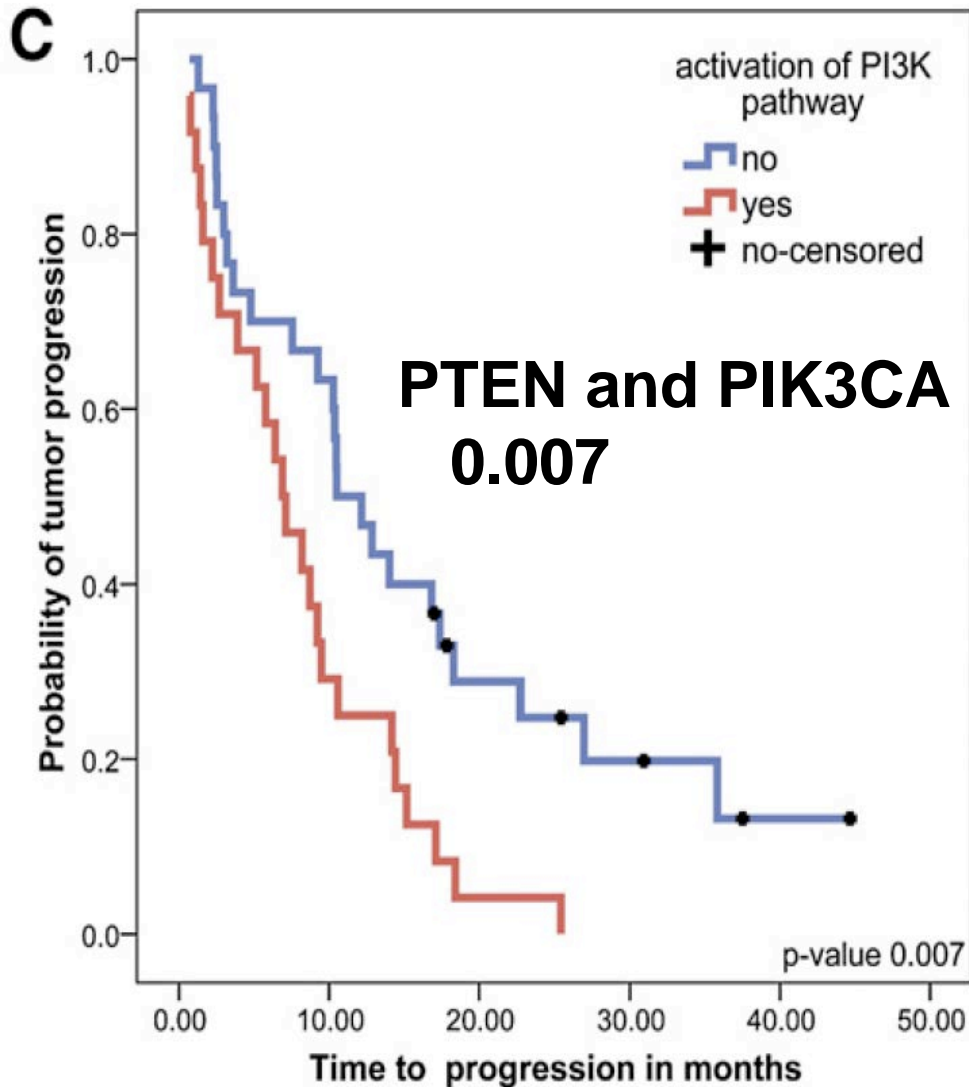 C
activation of PI3K
pathway
no
yes
no-censored
PTEN and PIK3CA
0.007
Probability of tumor progression
1.0
0.8
0.6
0.4
0.2
0.0
p-value 0.007
0.00 10.00 20.00 30.00 40.00 50.00
Time to progression in months